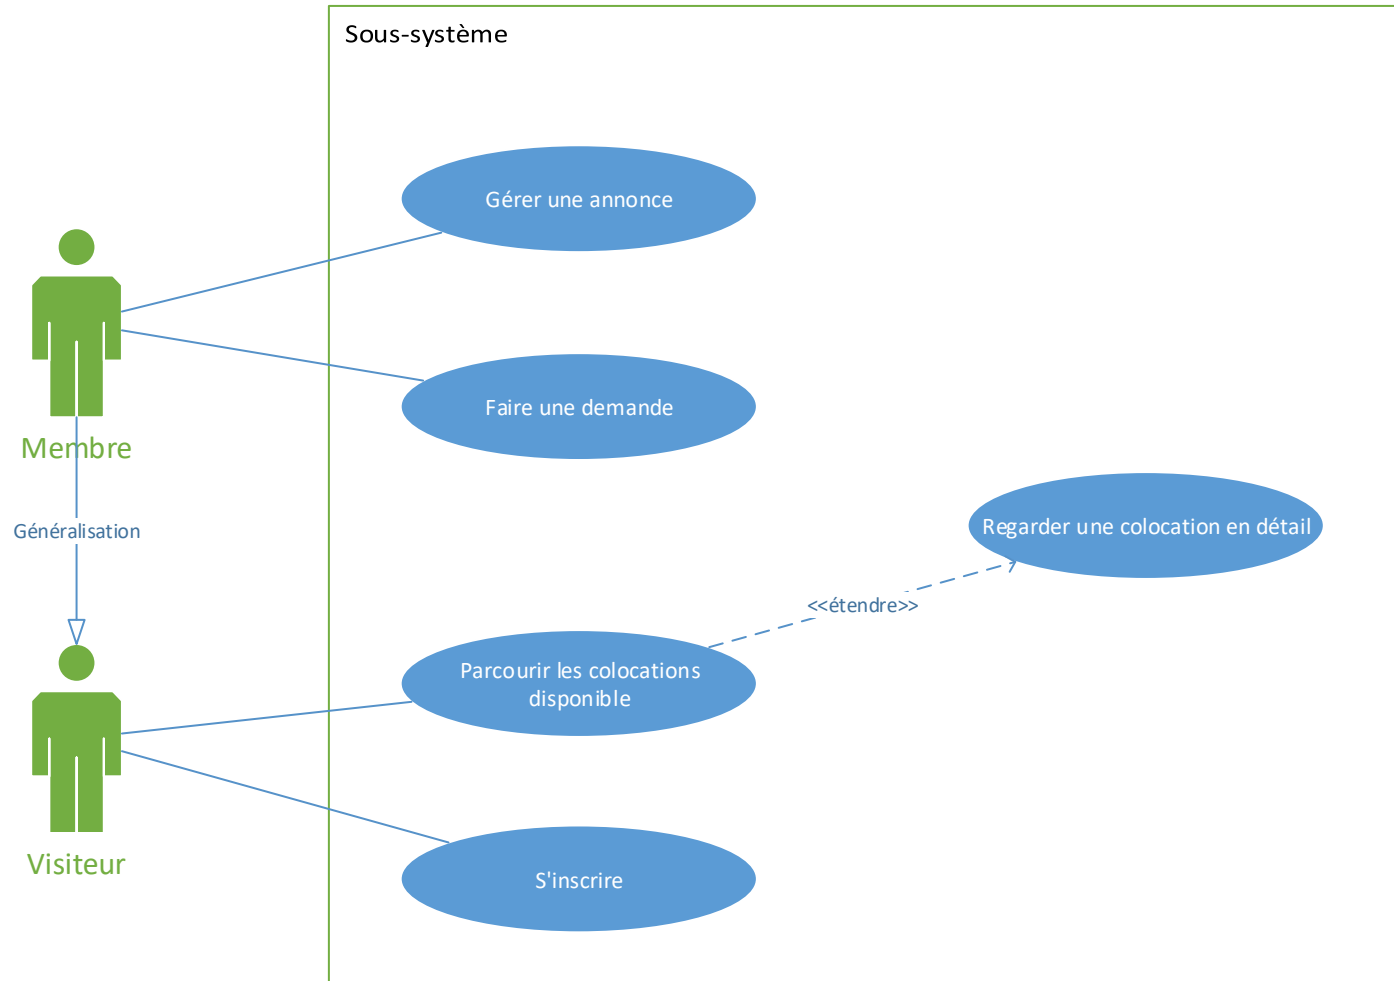 Sous-système
Gérer une annonce
Faire une demande
Membre
Généralisation
Regarder une colocation en détail
<<étendre>>
Parcourir les colocations
disponible
Visiteur
S'inscrire